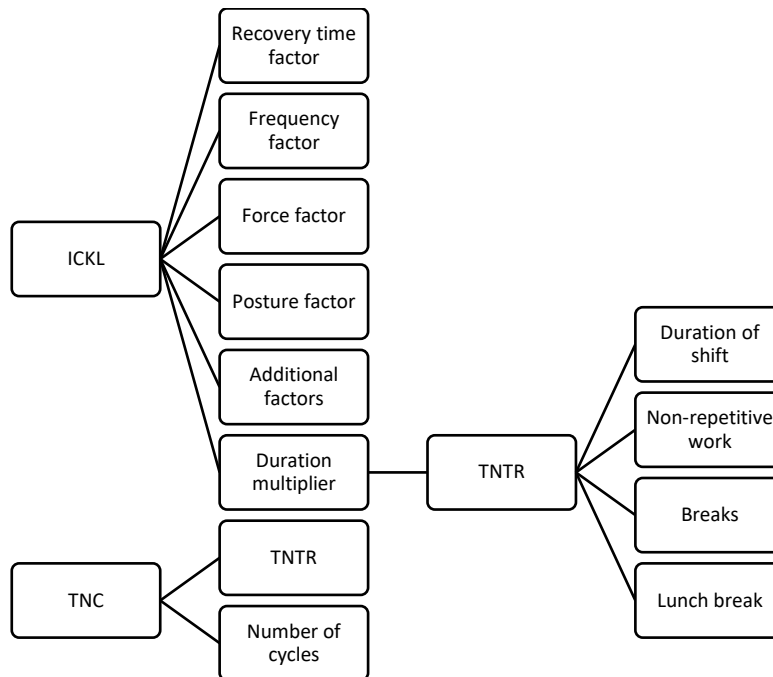 Recovery time
factor
Frequency
factor
Force factor
ICKL
Posture factor
Additional
factors
Duration
multiplier
TNTR
Duration of
shift
Non-repetitive
work
Breaks
Lunch break
TNC
TNTR
Number of
cycles